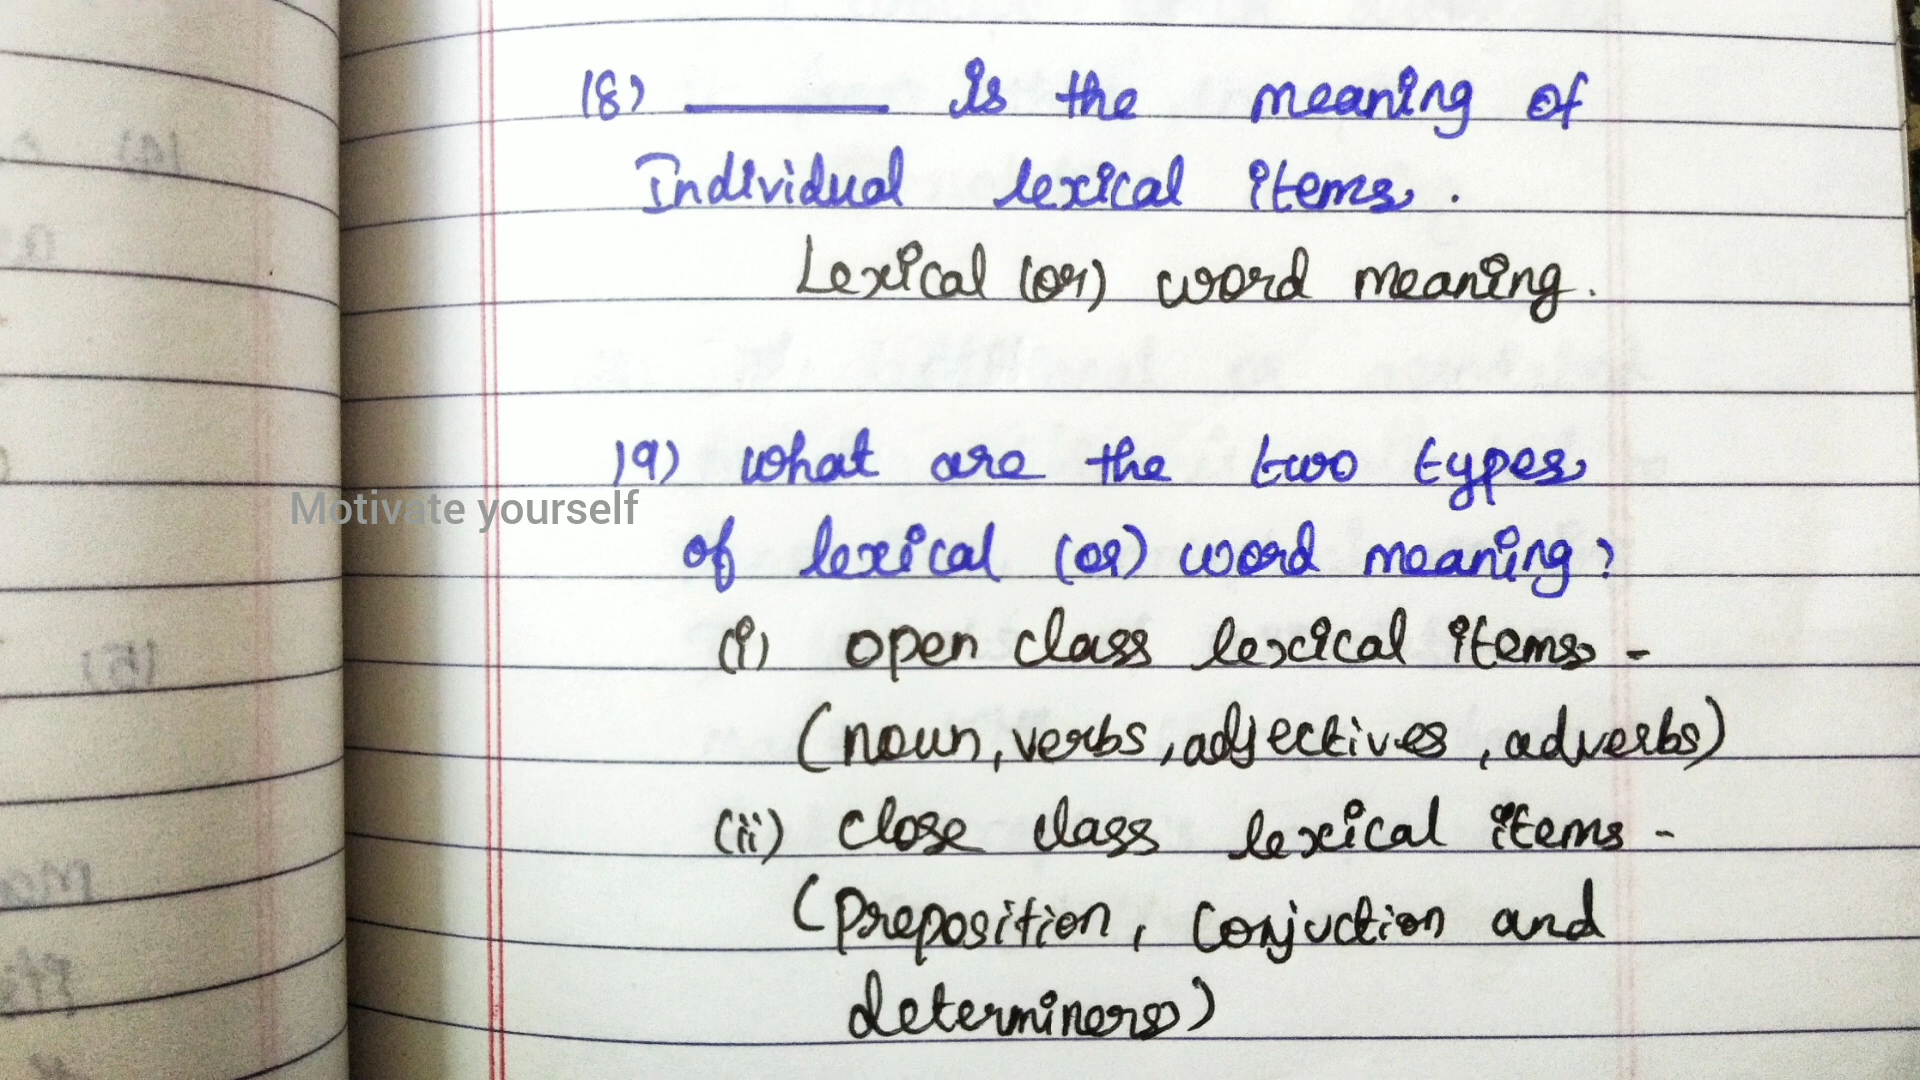 18) ______ is the meaning of
Individual lexical items.
Lexical (or) word meaning.
19) what are the two types
Motivate yourself
of lexical (or) word meaning?
(i) open class lexical items -
(noun, verbs, adjectives, adverbs)
(ii) close class lexical items -
(preposition, conjuction and
determiners)